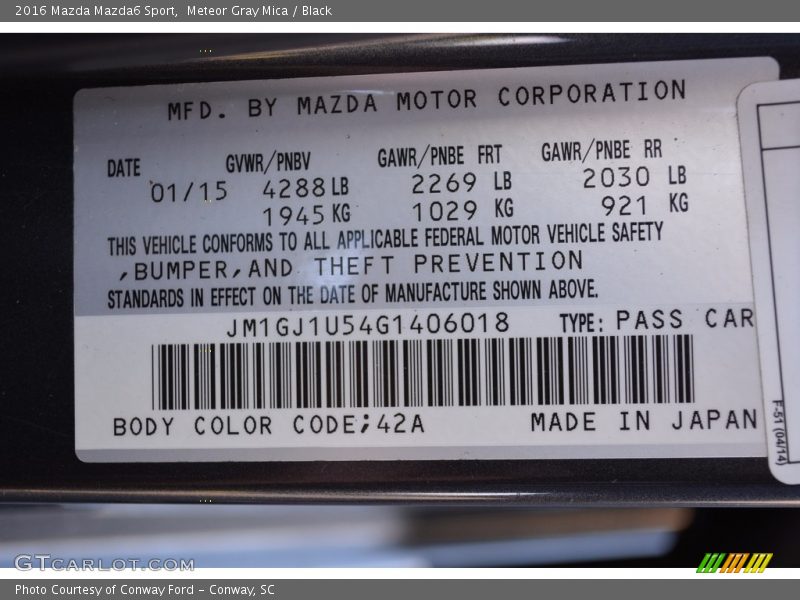 2016 Mazda Mazda6 Sport,  Meteor Gray Mica / Black
MFD. BY MAZDA MOTOR CORPORATION
DATE GVWR/PNBV GAWR/PNBE FRT GAWR/PNBE RR
01/15 4288 LB 2269 LB 2030 LB
1945 KG 1029 KG 921 KG
THIS VEHICLE CONFORMS TO ALL APPLICABLE FEDERAL MOTOR VEHICLE SAFETY
,BUMPER,AND THEFT PREVENTION
STANDARDS IN EFFECT ON THE DATE OF MANUFACTURE SHOWN ABOVE.
JM1GJ1U54G1406018 TYPE: PASS CAR
BODY COLOR CODE;42A MADE IN JAPAN
F-51 (04/14)
GTcarlot.com
Photo Courtesy of Conway Ford - Conway, SC